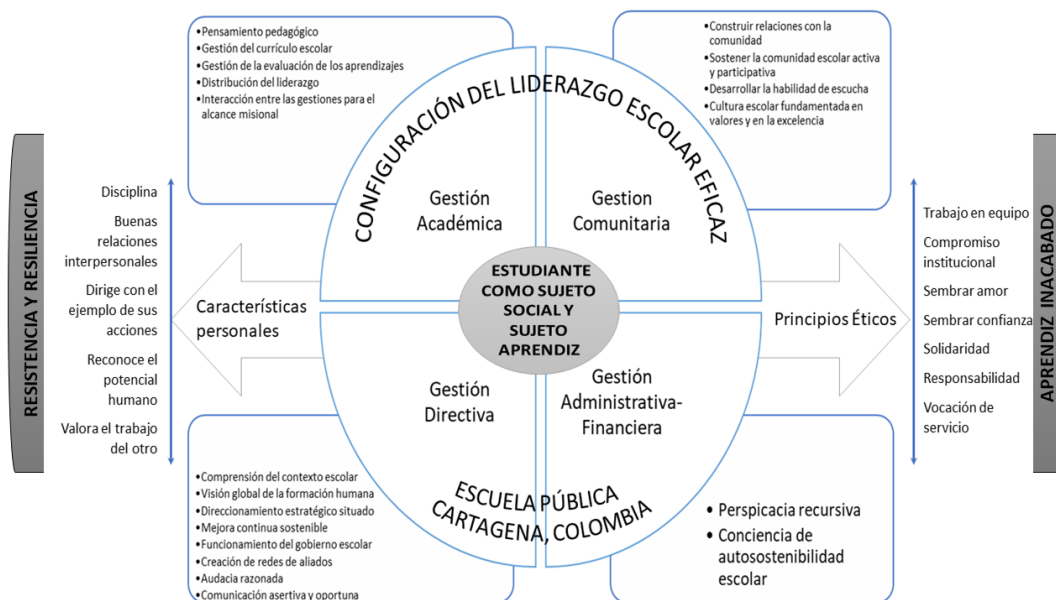 •Pensamiento pedagógico
•Gestión del currículo escolar
•Gestión de la evaluación de los aprendizajes
•Distribución del liderazgo
•Interacción entre las gestiones para el
alcance misional
•Construir relaciones con la
comunidad
•Sostener la comunidad escolar activa
y participativa
•Desarrollar la habilidad de escucha
•Cultura escolar fundamentada en
valores y en la excelencia
CONFIGURACIÓN DEL LIDERAZGO ESCOLAR EFICAZ
RESISTENCIA Y RESILIENCIA
Disciplina
Buenas
relaciones
interpersonales
Dirige con el
ejemplo de sus
acciones
Reconoce el
potencial
humano
Valora el trabajo
del otro
Características
personales
Gestión
Académica
Gestion
Comunitaria
ESTUDIANTE
COMO SUJETO
SOCIAL Y
SUJETO
APRENDIZ
Gestión
Directiva
Gestión
Administrativa-
Financiera
Principios Éticos
Trabajo en equipo
Compromiso
institucional
Sembrar amor
Sembrar confianza
Solidaridad
Responsabilidad
Vocación de
servicio
APRENDIZ INACABADO
ESCUELA PÚBLICA
CARTAGENA, COLOMBIA
•Comprensión del contexto escolar
•Visión global de la formación humana
•Direccionamiento estratégico situado
•Mejora continua sostenible
•Funcionamiento del gobierno escolar
•Creación de redes de aliados
•Audacia razonada
•Comunicación asertiva y oportuna
• Perspicacia recursiva
• Conciencia de
autosostenibilidad
escolar